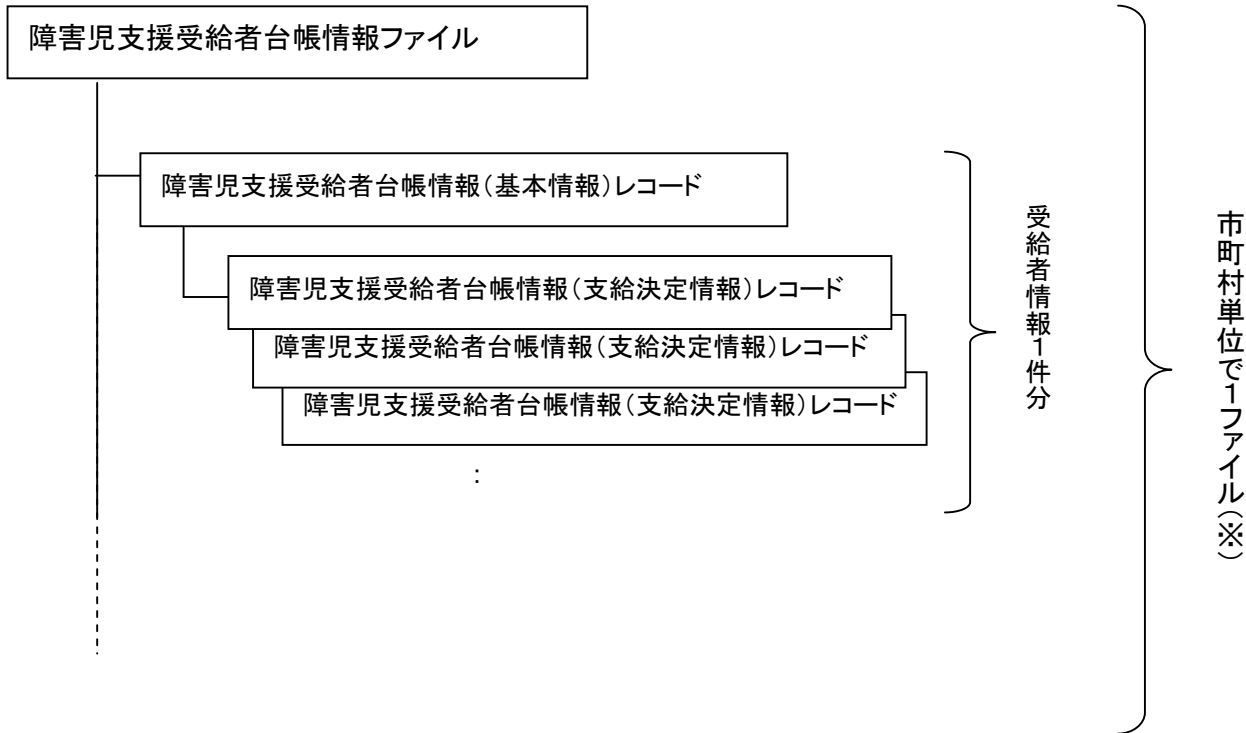 障害児支援受給者台帳情報ファイル
障害児支援受給者台帳情報(基本情報)レコード
障害児支援受給者台帳情報(支給決定情報)レコード
障害児支援受給者台帳情報(支給決定情報)レコード
障害児支援受給者台帳情報(支給決定情報)レコード
:
受給者情報1件分
市町村単位で1ファイル(※)